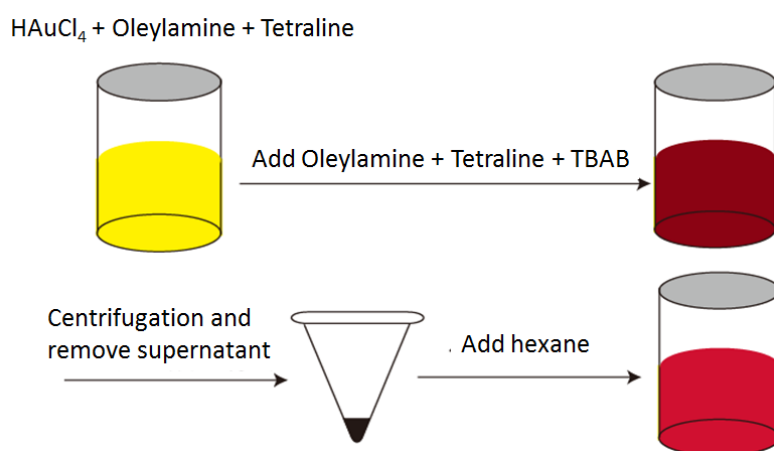 HAuCl₄ + Oleylamine + Tetraline
Add Oleylamine + Tetraline + TBAB
Centrifugation and
remove supernatant
. Add hexane